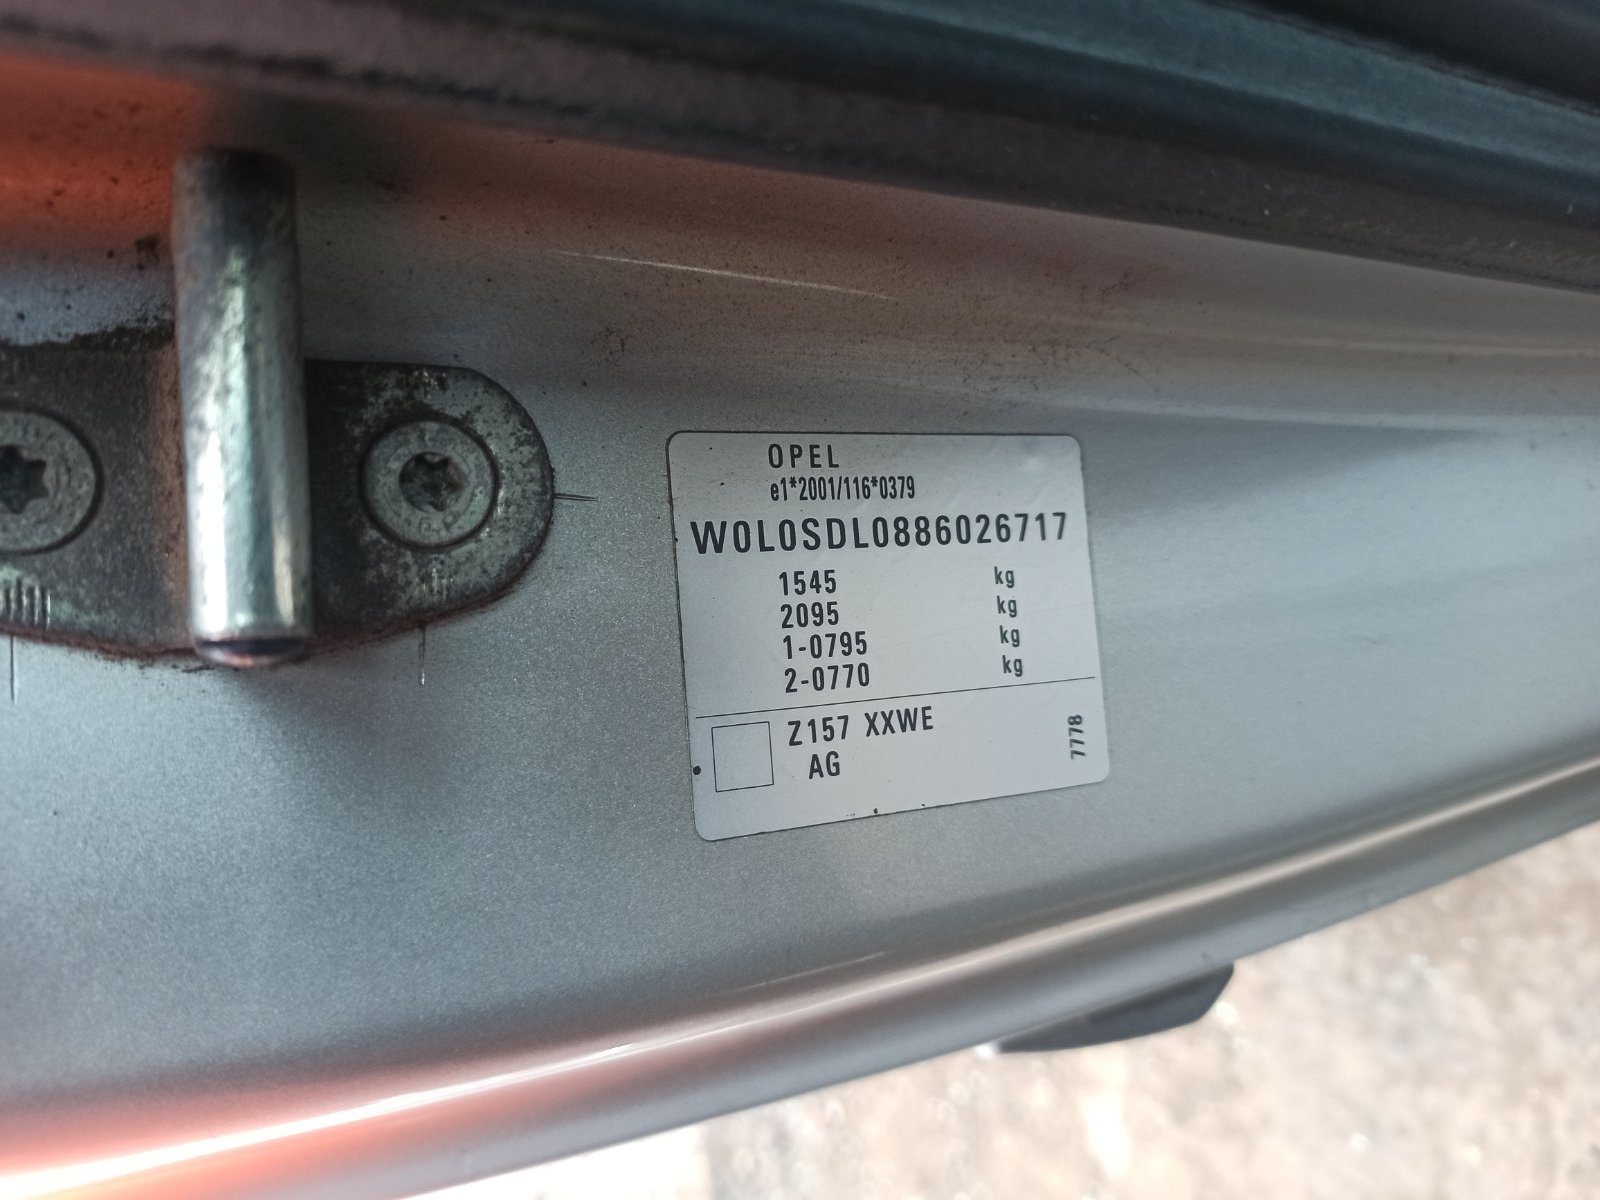 OPEL
e1*2001/116*0379
W0L0SDL0886026717
1545 kg
2095 kg
1-0795 kg
2-0770 kg
Z157 XXWE
AG
7778